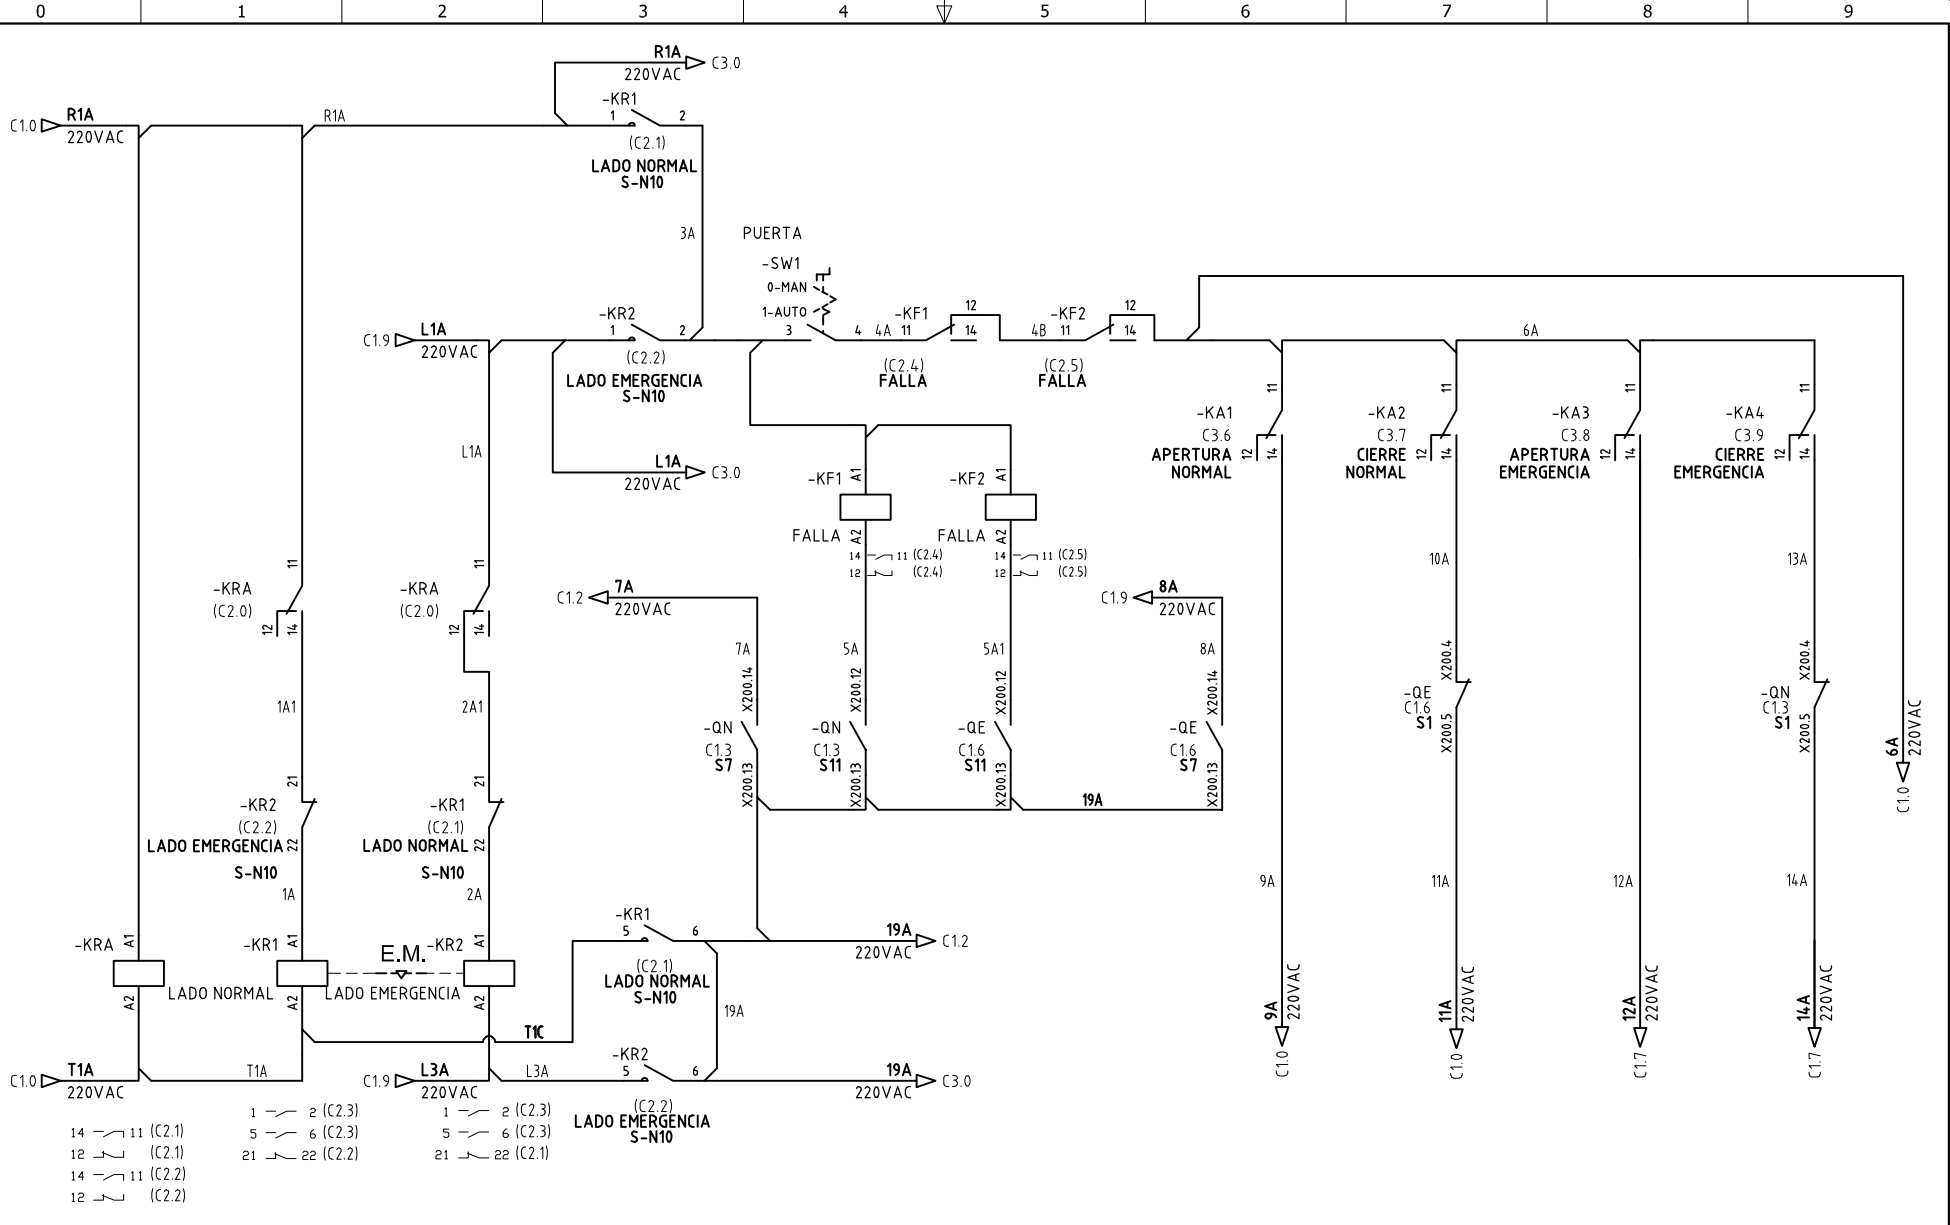 0 1 2 3 4 5 6 7 8 9
R1A
220VAC
C3.0
-KR1
1 2
(C2.1)
LADO NORMAL
S-N10
C1.0
R1A
220VAC
R1A
3A
PUERTA
-SW1
0-MAN
1-AUTO
3 4
4A
-KF1
11 12 14
(C2.4)
FALLA
4B
-KF2
11 12 14
(C2.5)
FALLA
6A
C1.9
L1A
220VAC
-KR2
1 2
(C2.2)
LADO EMERGENCIA
S-N10
L1A
L1A
220VAC
C3.0
-KA1
C3.6
APERTURA
NORMAL
11
12
14
-KA2
C3.7
CIERRE
NORMAL
11
12
14
-KA3
C3.8
APERTURA
EMERGENCIA
11
12
14
-KA4
C3.9
CIERRE
EMERGENCIA
11
12
14
-KF1
A1
FALLA
A2
14 11 (C2.4)
12 (C2.4)
-KF2
A1
FALLA
A2
14 11 (C2.5)
12 (C2.5)
-KRA
(C2.0)
11
12
14
-KRA
(C2.0)
11
12
14
C1.2
7A
220VAC
C1.9
8A
220VAC
7A
5A
5A1
8A
10A
13A
X200.14
-QN
C1.3
S7
X200.13
X200.12
-QN
C1.3
S11
X200.13
X200.12
-QE
C1.6
S11
X200.13
X200.14
-QE
C1.6
S7
X200.13
19A
X200.4
-QE
C1.6
S1
X200.5
X200.4
-QN
C1.3
S1
X200.5
6A
220VAC
C1.0
1A1
2A1
21
-KR2
(C2.2)
LADO EMERGENCIA
22
S-N10
1A
21
-KR1
(C2.1)
LADO NORMAL
22
S-N10
2A
9A
11A
12A
14A
-KRA
A1
A2
-KR1
A1
LADO NORMAL
A2
E.M.
-KR2
A1
LADO EMERGENCIA
A2
-KR1
5 6
(C2.1)
LADO NORMAL
S-N10
19A
220VAC
C1.2
19A
T1C
-KR2
5 6
(C2.2)
LADO EMERGENCIA
S-N10
19A
220VAC
C3.0
9A
220VAC
C1.0
11A
220VAC
C1.0
12A
220VAC
C1.7
14A
220VAC
C1.7
C1.0
T1A
220VAC
T1A
C1.9
L3A
220VAC
L3A
14 11 (C2.1)
12 (C2.1)
14 11 (C2.2)
12 (C2.2)
1 2 (C2.3)
5 6 (C2.3)
21 22 (C2.2)
1 2 (C2.3)
5 6 (C2.3)
21 22 (C2.1)